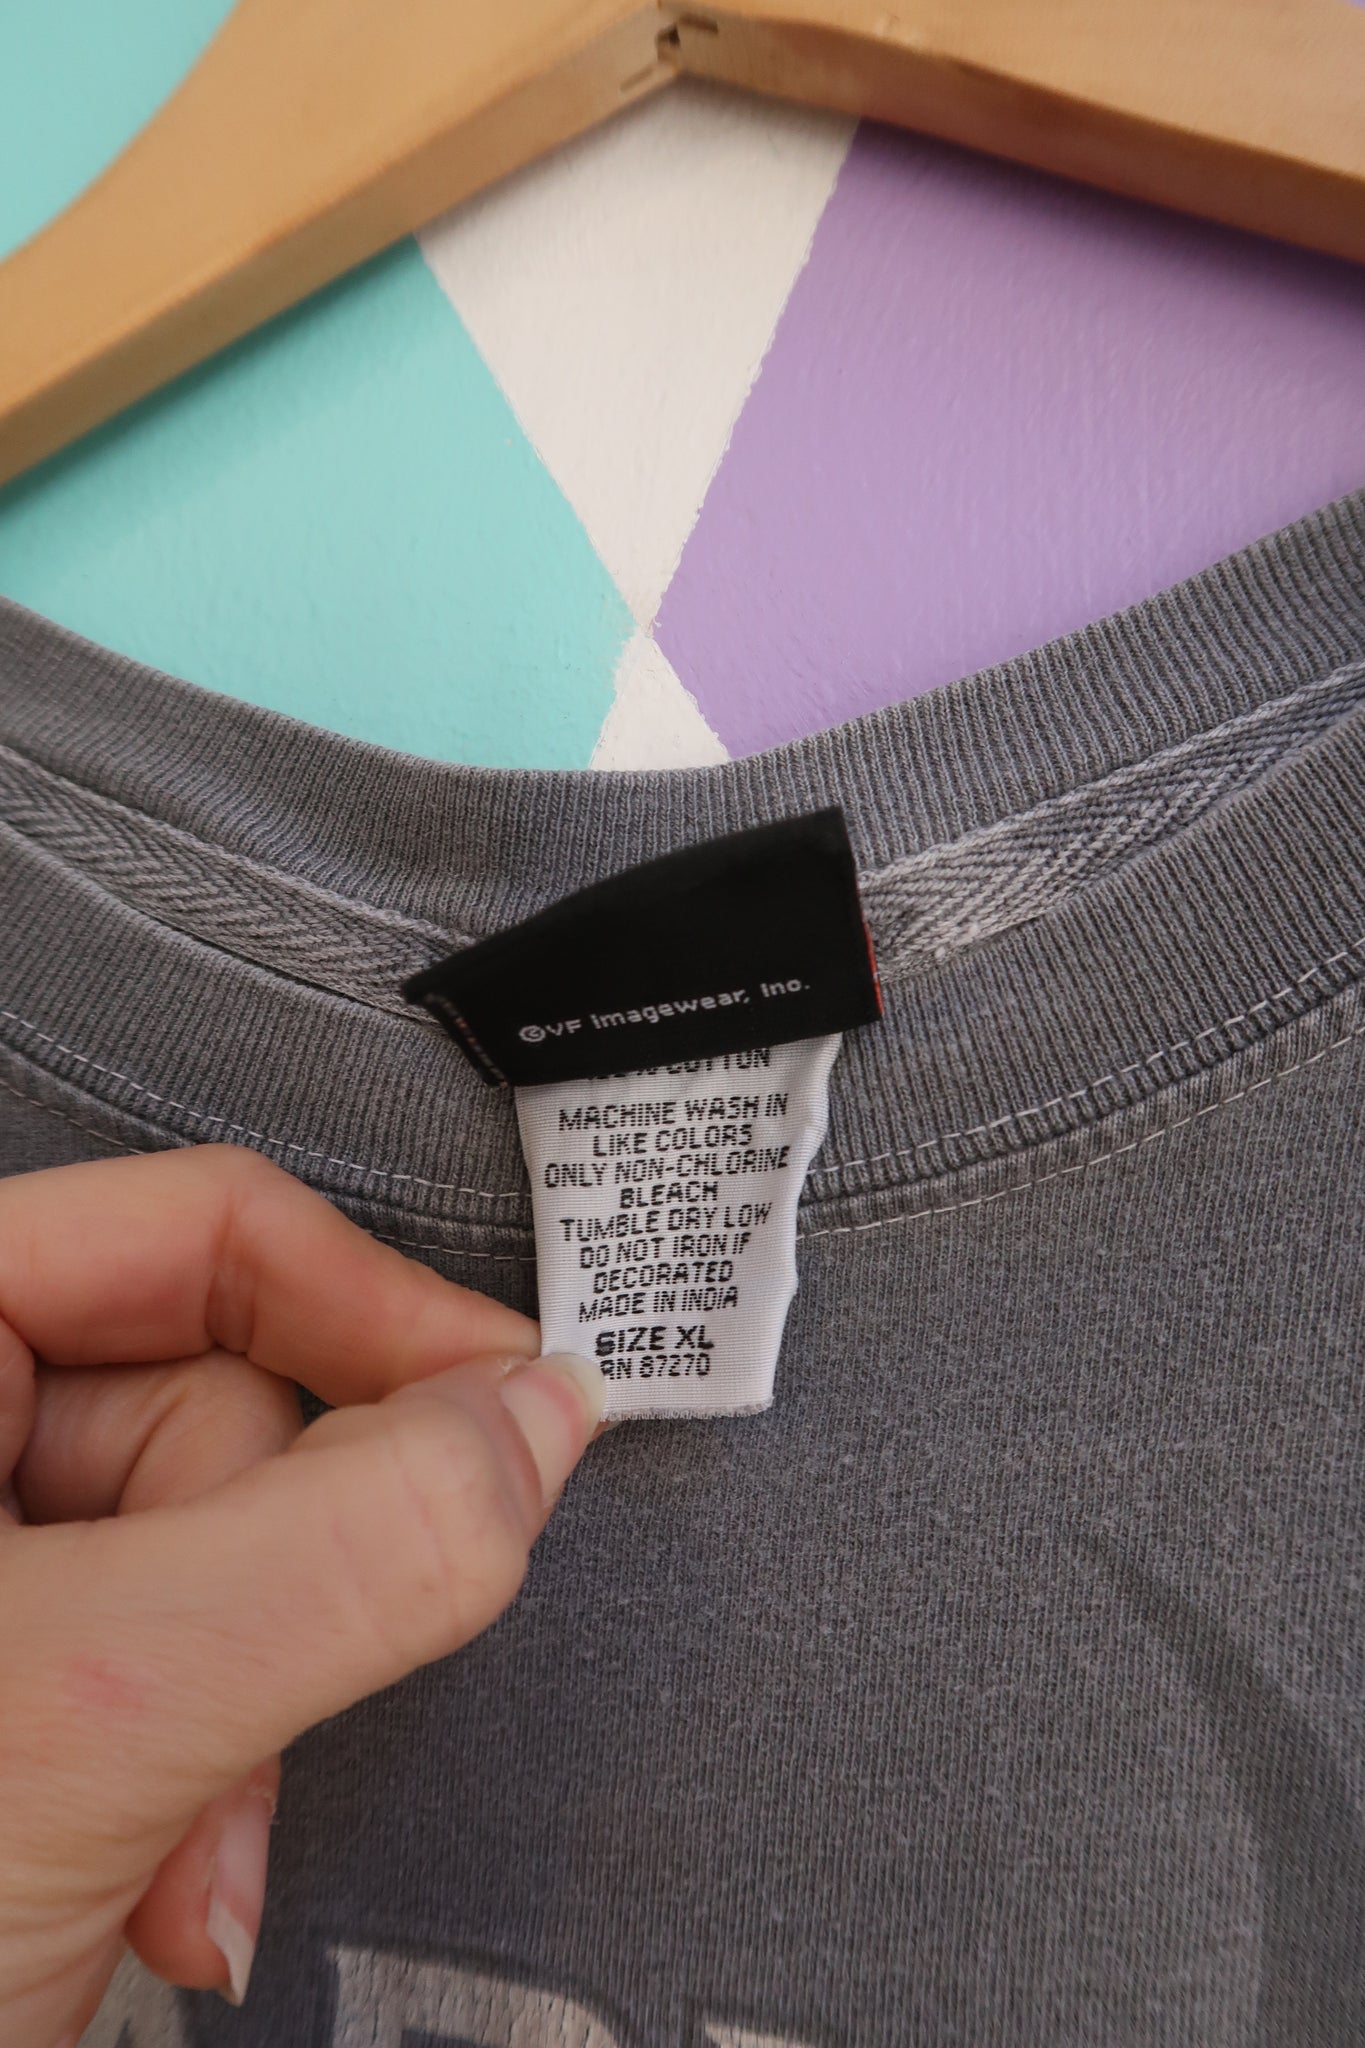 ©VF Imagewear, Inc.
COTTON
MACHINE WASH IN
LIKE COLORS
ONLY NON-CHLORINE
BLEACH
TUMBLE DRY LOW
DO NOT IRON IF
DECORATED
MADE IN INDIA
SIZE XL
RN 87270